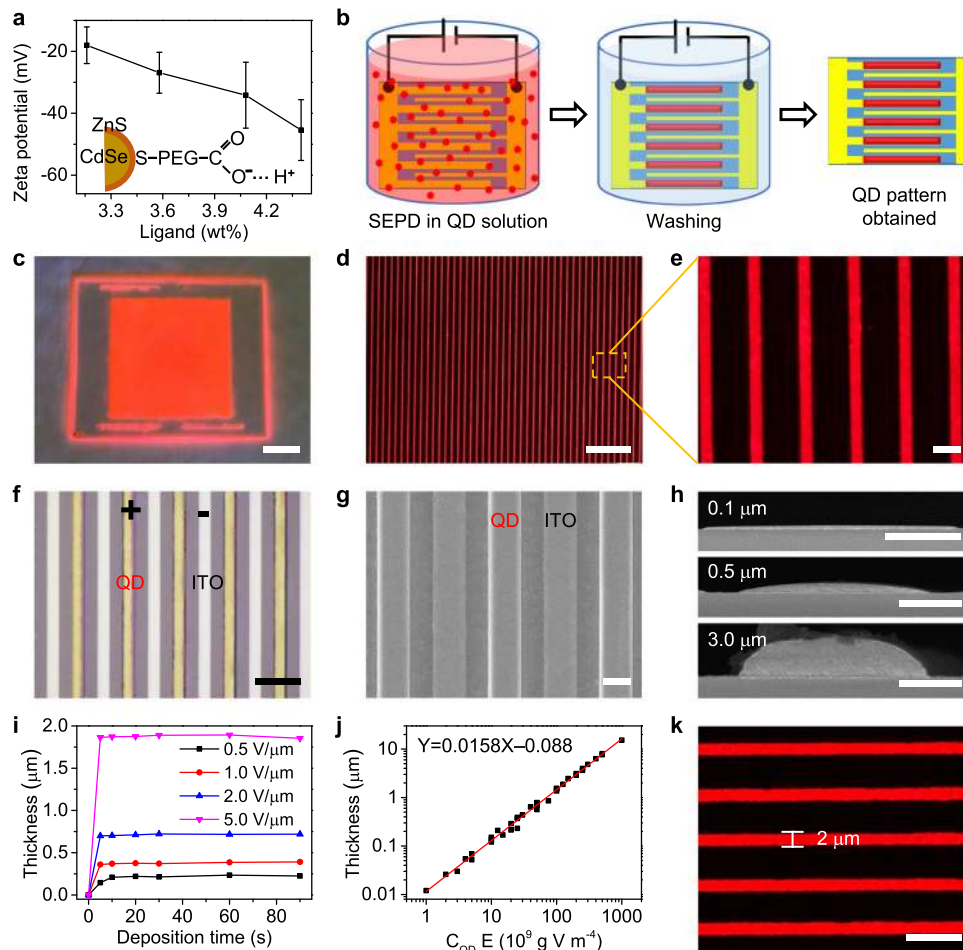 a
Zeta potential (mV)
-20
-40
-60
3.3
3.6
3.9
4.2
Ligand (wt%)
ZnS
CdSe
S–PEG–C
O
O⁻··· H⁺
b
SEPD in QD solution
Washing
QD pattern
obtained
c
d
e
f
+
-
QD
ITO
g
QD
ITO
h
0.1 μm
0.5 μm
3.0 μm
i
Thickness (μm)
2.0
1.5
1.0
0.5
0.0
0
20
40
60
80
Deposition time (s)
0.5 V/μm
1.0 V/μm
2.0 V/μm
5.0 V/μm
j
Thickness (μm)
Y=0.0158X–0.088
10
1
0.1
0.01
1
10
100
1000
C_QD E (10⁹ g V m⁻⁴)
k
2 μm